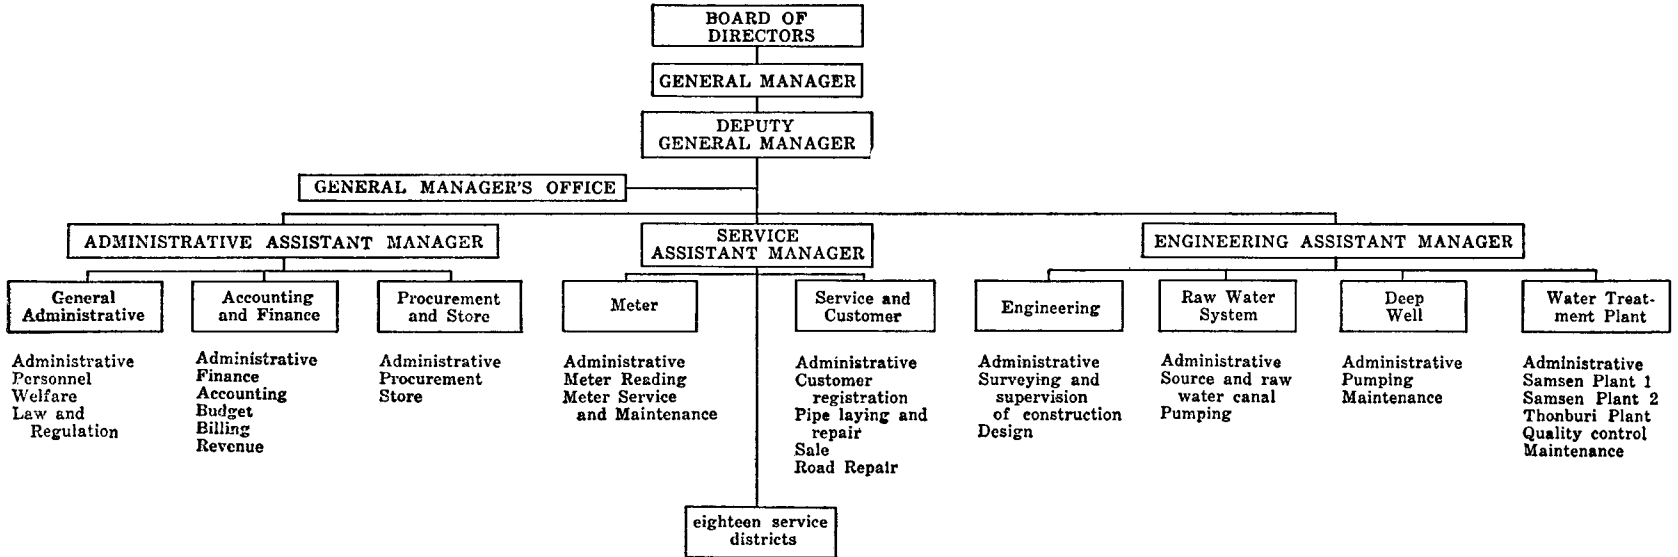 BOARD OF
DIRECTORS
GENERAL MANAGER
DEPUTY
GENERAL MANAGER
GENERAL MANAGER'S OFFICE
ADMINISTRATIVE ASSISTANT MANAGER
SERVICE
ASSISTANT MANAGER
ENGINEERING ASSISTANT MANAGER
General
Administrative
Administrative
Personnel
Welfare
Law and
Regulation
Accounting
and Finance
Administrative
Finance
Accounting
Budget
Billing
Revenue
Procurement
and Store
Administrative
Procurement
Store
Meter
Administrative
Meter Reading
Meter Service
and Maintenance
Service and
Customer
Administrative
Customer
registration
Pipe laying and
repair
Sale
Road Repair
eighteen service
districts
Engineering
Administrative
Surveying and
supervision
of construction
Design
Raw Water
System
Administrative
Source and raw
water canal
Pumping
Deep
Well
Administrative
Pumping
Maintenance
Water Treat-
ment Plant
Administrative
Samsen Plant 1
Samsen Plant 2
Thonburi Plant
Quality control
Maintenance